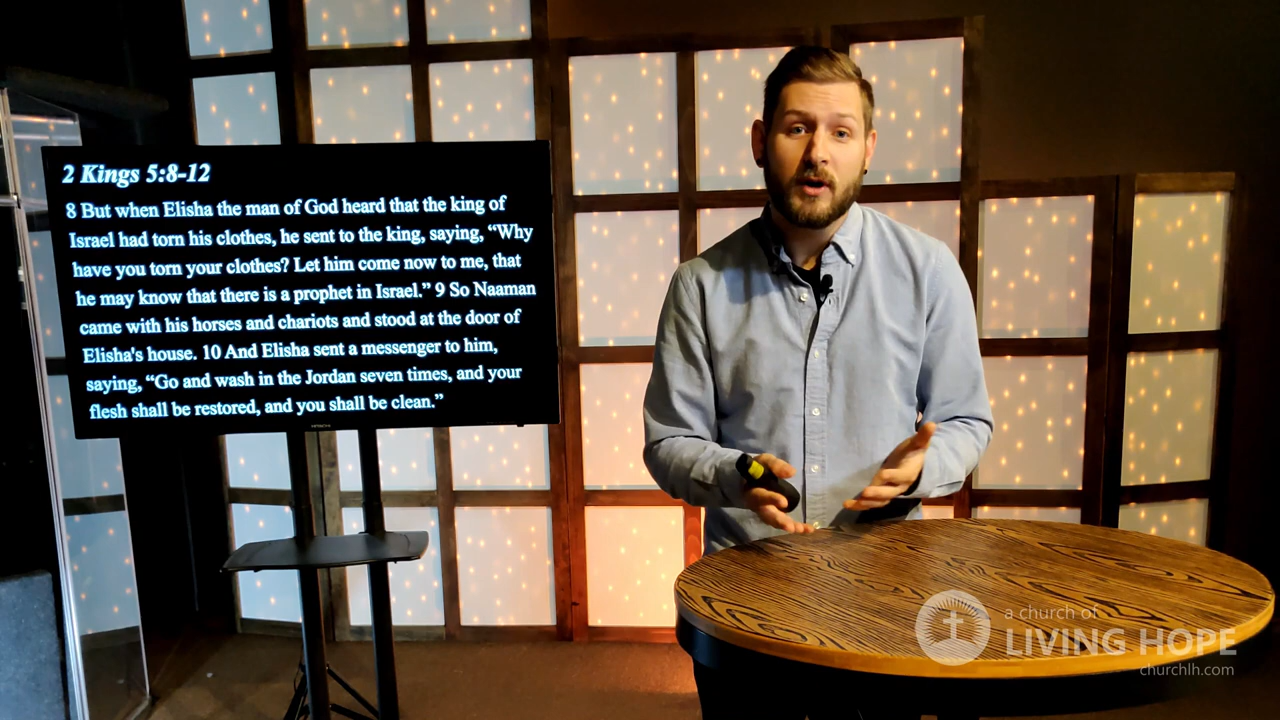 2 Kings 5:8-12
8 But when Elisha the man of God heard that the king of
Israel had torn his clothes, he sent to the king, saying, “Why
have you torn your clothes? Let him come now to me, that
he may know that there is a prophet in Israel.” 9 So Naaman
came with his horses and chariots and stood at the door of
Elisha's house. 10 And Elisha sent a messenger to him,
saying, “Go and wash in the Jordan seven times, and your
flesh shall be restored, and you shall be clean.”
HITACHI
a church of
LIVING HOPE
churchlh.com